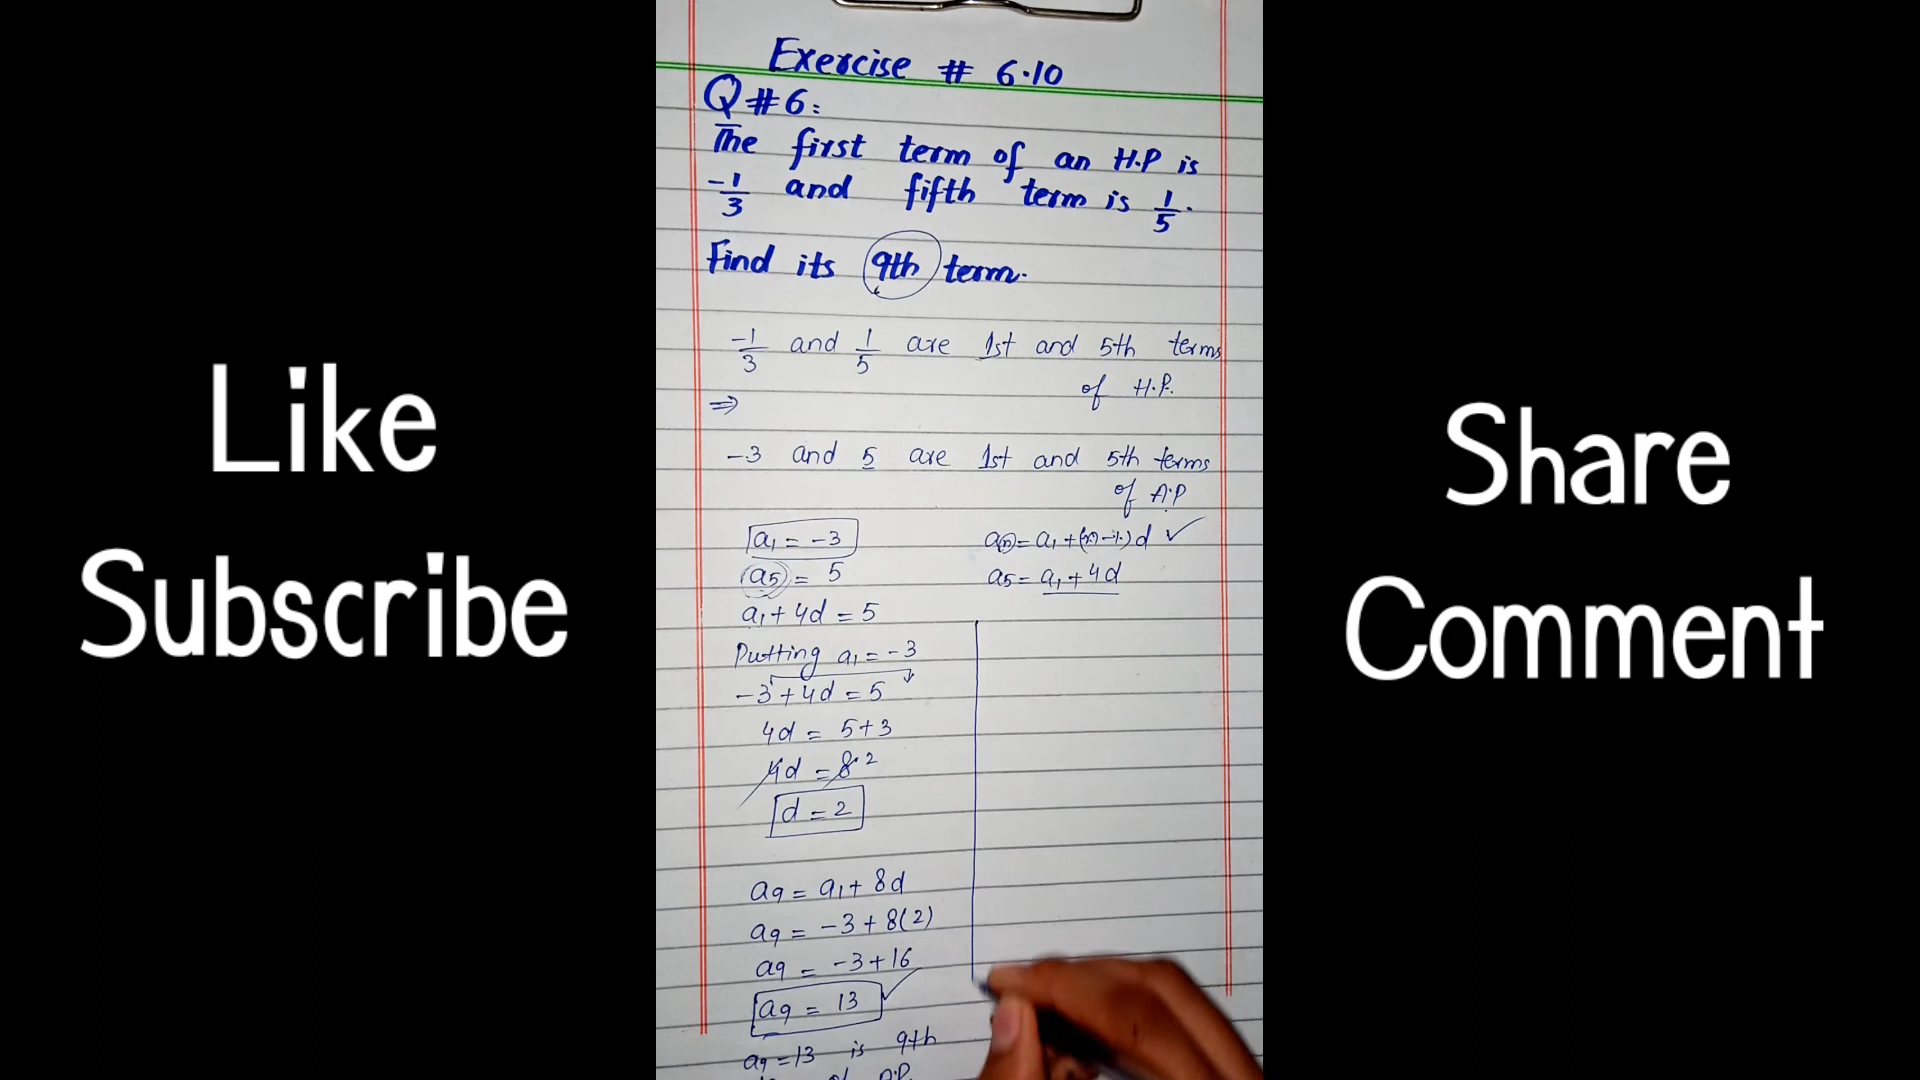 Like
Subscribe
Exercise # 6.10
Q#6:
The first term of an H.P is
-1/3 and fifth term is 1/5.
Find its 9th term.
-1/3 and 1/5 are 1st and 5th terms
of H.P.
⇒
-3 and 5 are 1st and 5th terms
of A.P
a₁ = -3
a5 = 5
a₁ + 4d = 5
Putting a₁ = -3
-3 + 4d = 5
4d = 5+3
4d = 8 2
d = 2
a9 = a₁ + 8d
a9 = -3 + 8(2)
a9 = -3+16
a9 = 13
a9 = 13 is 9th
of A.P
an = a₁ + (n-1)d ✓
a5 = a₁ + 4d
Share
Comment